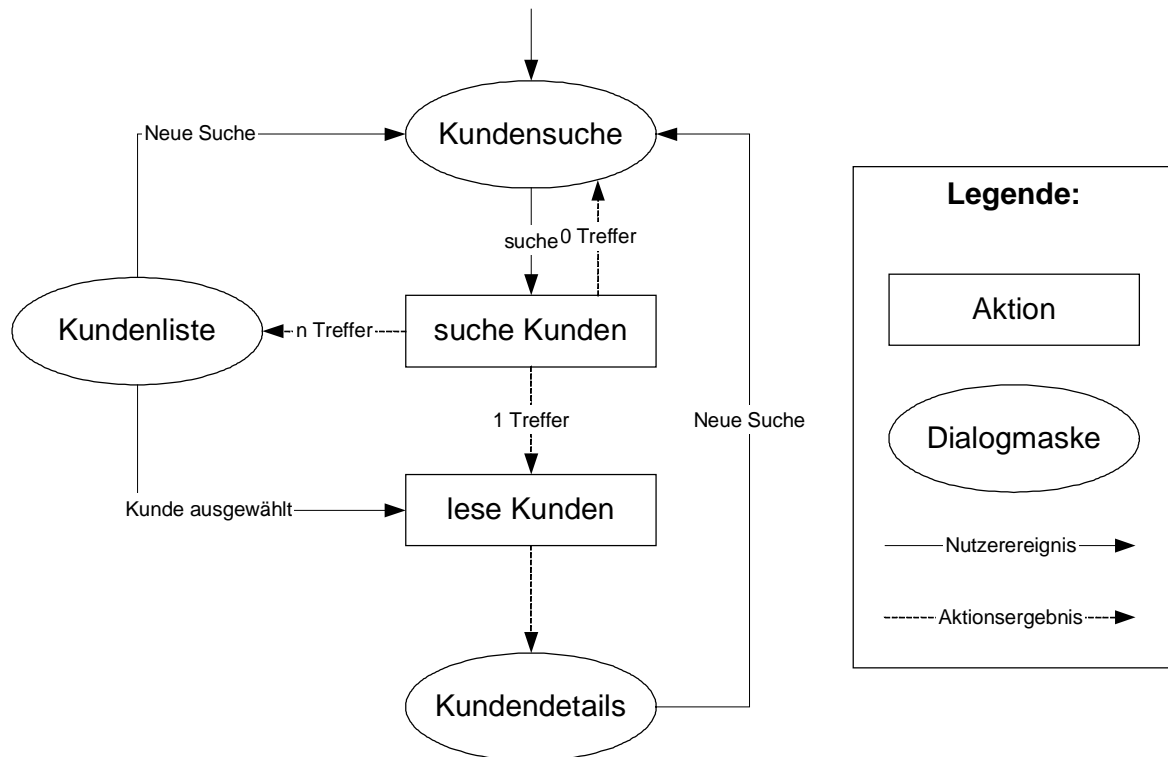 Kundensuche
Neue Suche
suche
0 Treffer
Kundenliste
n Treffer
suche Kunden
1 Treffer
Neue Suche
Kunde ausgewählt
lese Kunden
Kundendetails
Legende:
Aktion
Dialogmaske
Nutzerereignis
Aktionsergebnis